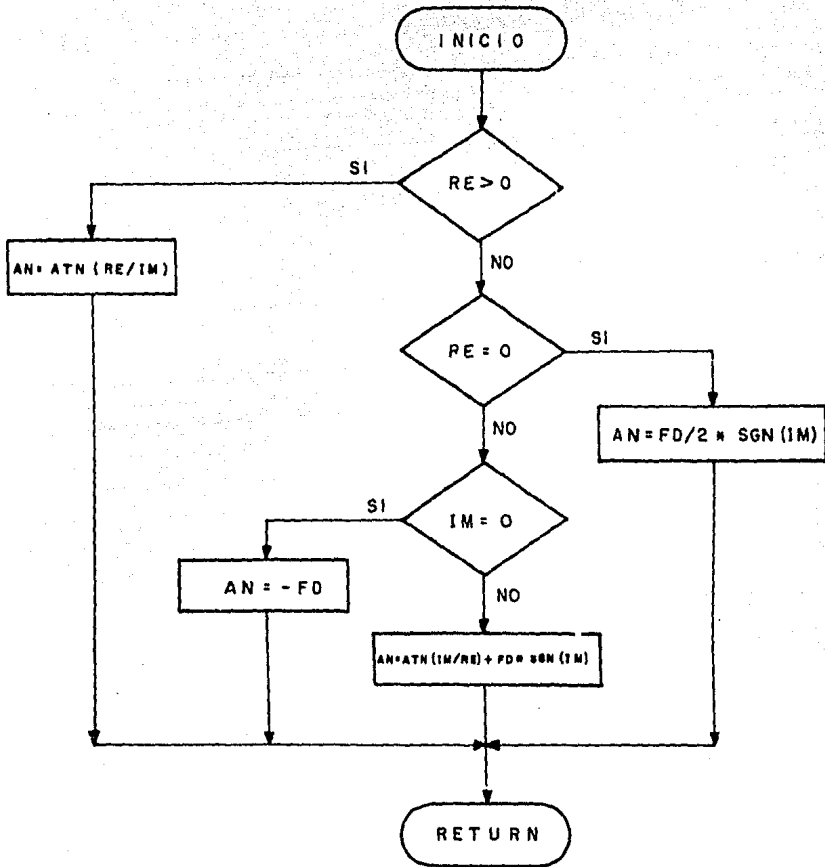 INICIO
RE > 0
SI
AN= ATN (RE/IM)
NO
RE = 0
SI
AN = FD/2 * SGN (IM)
NO
IM = 0
SI
AN = - FD
NO
AN=ATN(IM/RE)+FD* SGN (IM)
RETURN